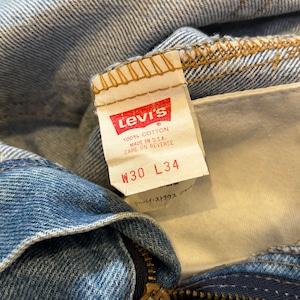 Levi's
®
100% COTTON
MADE IN U.S.A.
CARE ON REVERSE
W30 L34